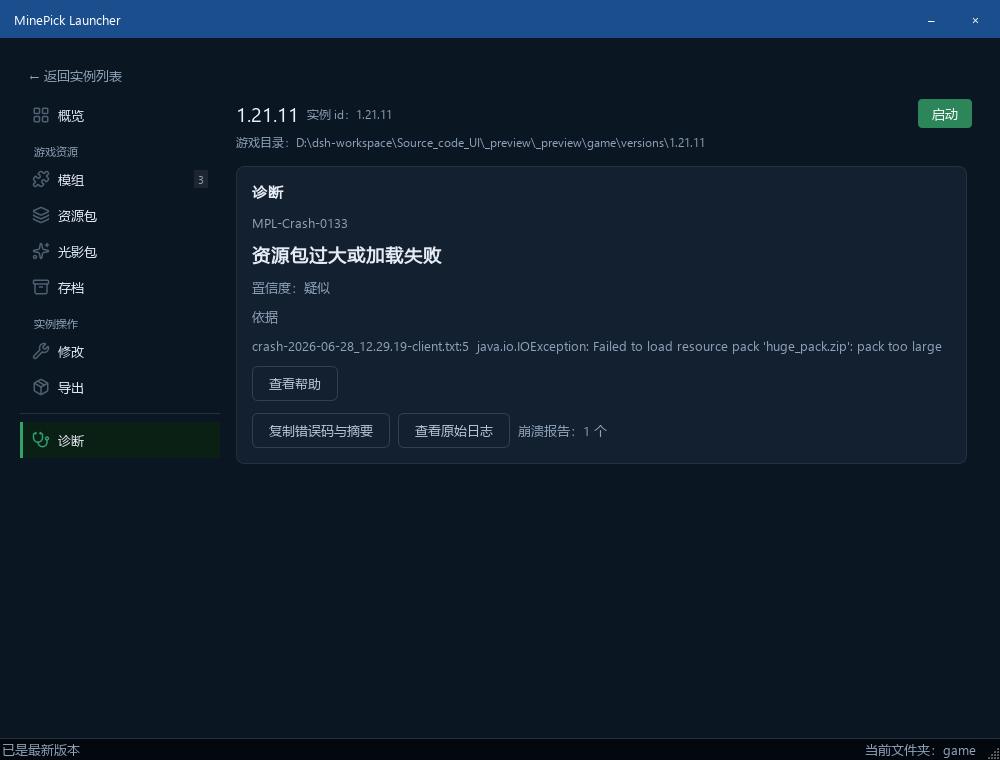 MinePick Launcher
← 返回实例列表
概览
游戏资源
模组 3
资源包
光影包
存档
实例操作
修改
导出
诊断
1.21.11 实例 id：1.21.11
启动
游戏目录：D:\dsh-workspace\Source_code_UI\_preview\_preview\game\versions\1.21.11
诊断
MPL-Crash-0133
资源包过大或加载失败
置信度：疑似
依据
crash-2026-06-28_12.29.19-client.txt:5 java.io.IOException: Failed to load resource pack 'huge_pack.zip': pack too large
查看帮助
复制错误码与摘要 查看原始日志 崩溃报告：1 个
已是最新版本 当前文件夹：game